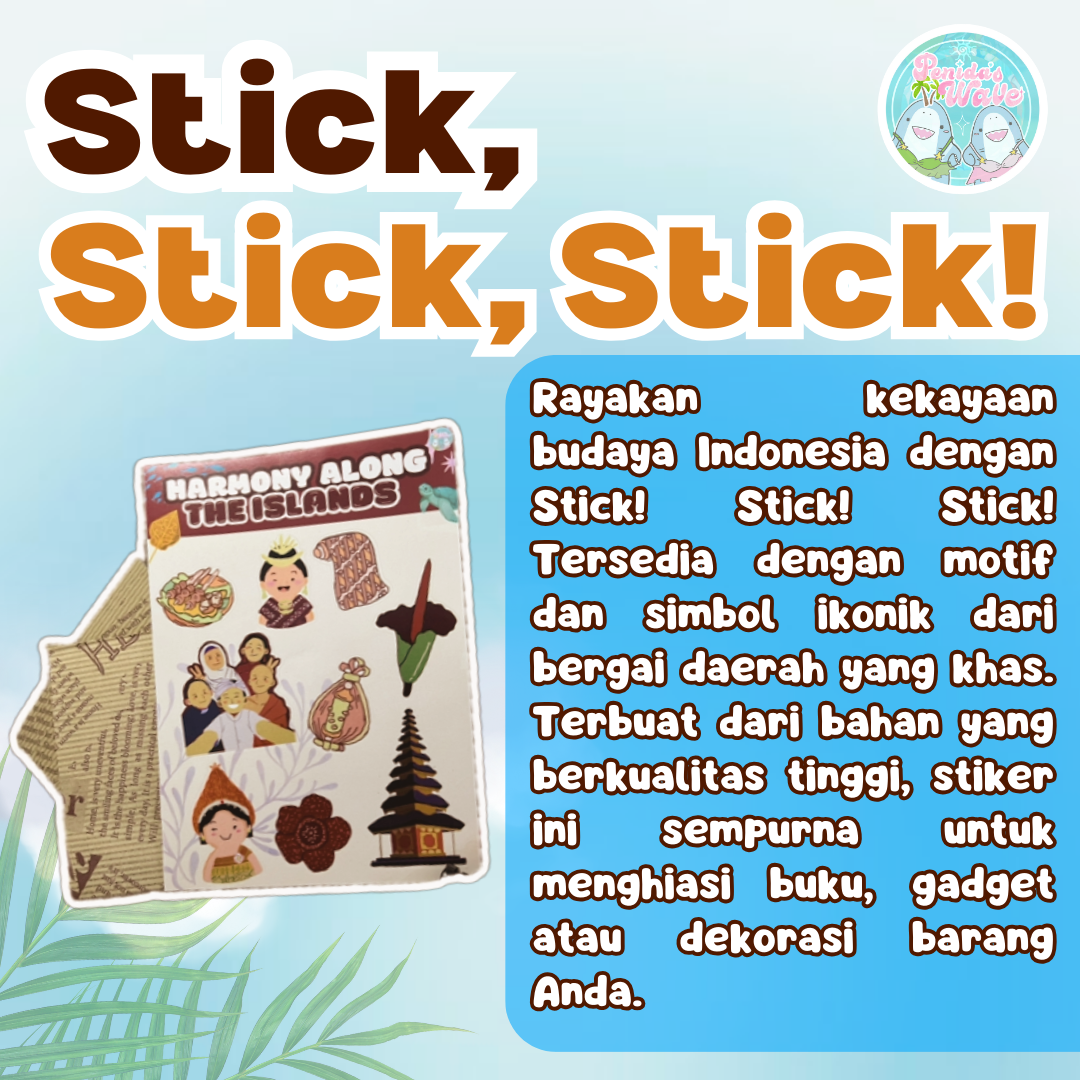 Stick,
Stick, Stick!
Penida's
Wave
Rayakan kekayaan
budaya Indonesia dengan
Stick! Stick! Stick!
Tersedia dengan motif
dan simbol ikonik dari
bergai daerah yang khas.
Terbuat dari bahan yang
berkualitas tinggi, stiker
ini sempurna untuk
menghiasi buku, gadget
atau dekorasi barang
Anda.
HARMONY ALONG
THE ISLANDS